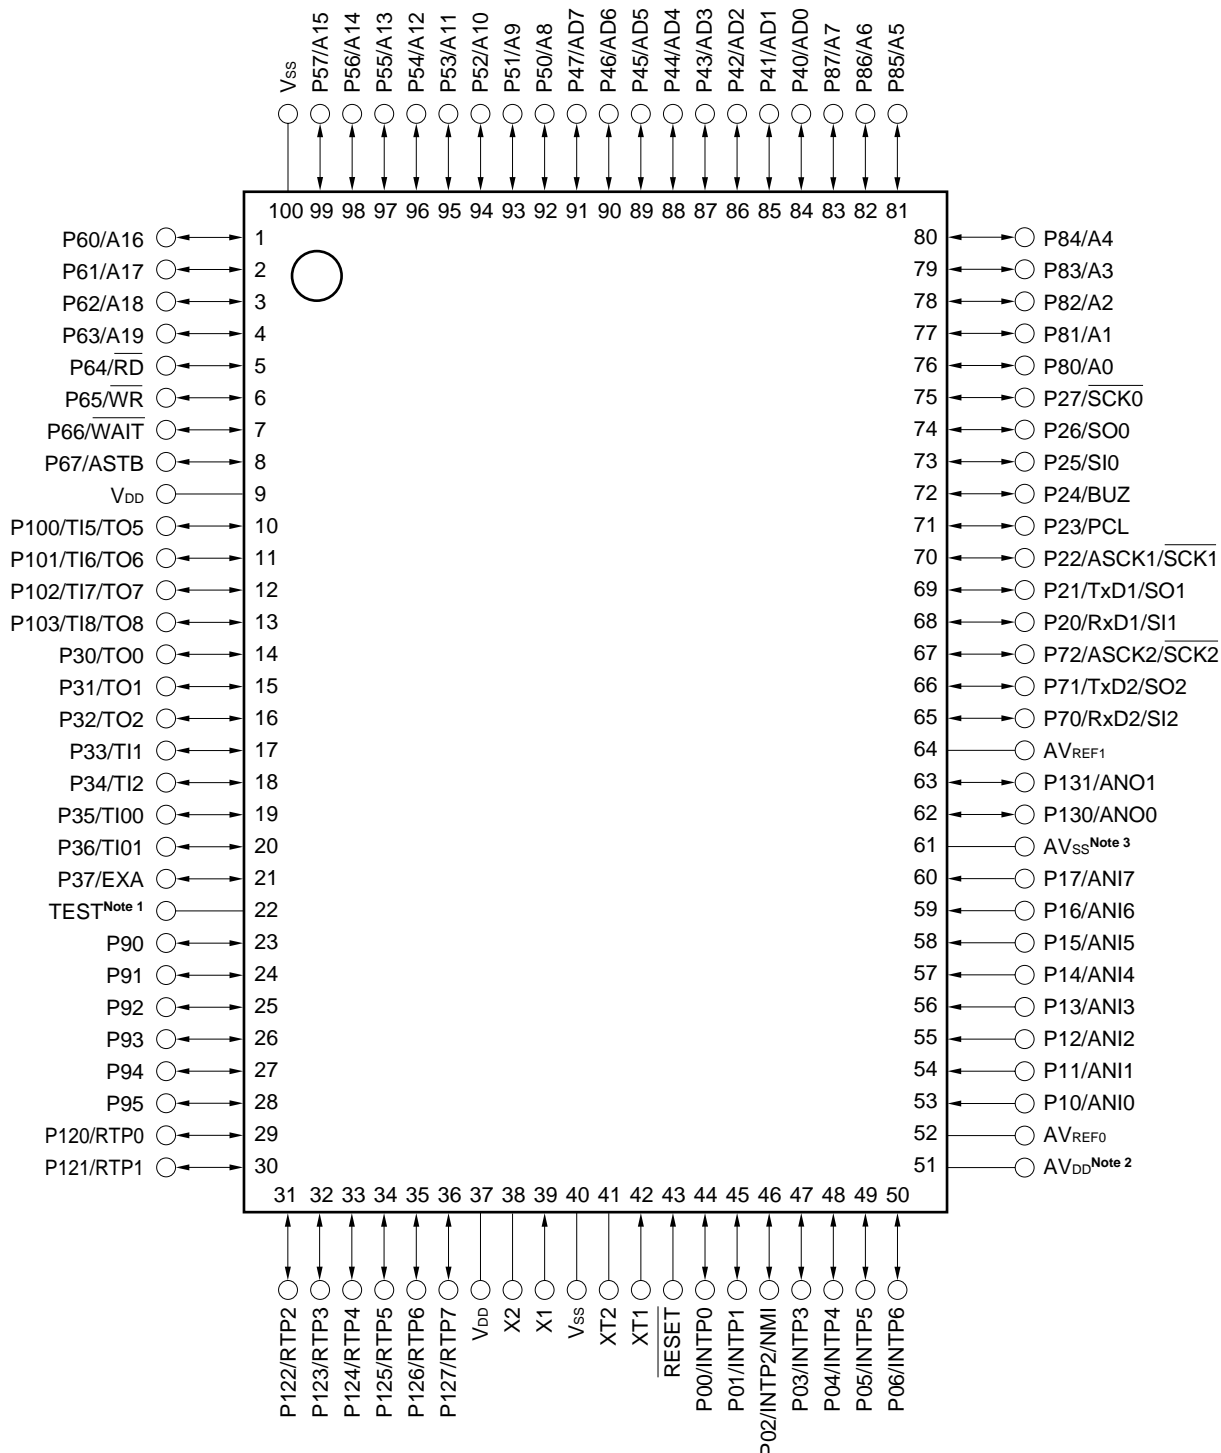 VSS
P57/A15
P56/A14
P55/A13
P54/A12
P53/A11
P52/A10
P51/A9
P50/A8
P47/AD7
P46/AD6
P45/AD5
P44/AD4
P43/AD3
P42/AD2
P41/AD1
P40/AD0
P87/A7
P86/A6
P85/A5
100 99 98 97 96 95 94 93 92 91 90 89 88 87 86 85 84 83 82 81
P60/A16 1 80 P84/A4
P61/A17 2 79 P83/A3
P62/A18 3 78 P82/A2
P63/A19 4 77 P81/A1
P64/R̅D̅ 5 76 P80/A0
P65/W̅R̅ 6 75 P27/S̅C̅K̅0̅
P66/W̅A̅I̅T̅ 7 74 P26/SO0
P67/ASTB 8 73 P25/SI0
VDD 9 72 P24/BUZ
P100/TI5/TO5 10 71 P23/PCL
P101/TI6/TO6 11 70 P22/ASCK1/S̅C̅K̅1̅
P102/TI7/TO7 12 69 P21/TxD1/SO1
P103/TI8/TO8 13 68 P20/RxD1/SI1
P30/TO0 14 67 P72/ASCK2/S̅C̅K̅2̅
P31/TO1 15 66 P71/TxD2/SO2
P32/TO2 16 65 P70/RxD2/SI2
P33/TI1 17 64 AVREF1
P34/TI2 18 63 P131/ANO1
P35/TI00 19 62 P130/ANO0
P36/TI01 20 61 AVSS Note 3
P37/EXA 21 60 P17/ANI7
TEST Note 1 22 59 P16/ANI6
P90 23 58 P15/ANI5
P91 24 57 P14/ANI4
P92 25 56 P13/ANI3
P93 26 55 P12/ANI2
P94 27 54 P11/ANI1
P95 28 53 P10/ANI0
P120/RTP0 29 52 AVREF0
P121/RTP1 30 51 AVDD Note 2
31 32 33 34 35 36 37 38 39 40 41 42 43 44 45 46 47 48 49 50
P122/RTP2
P123/RTP3
P124/RTP4
P125/RTP5
P126/RTP6
P127/RTP7
VDD
X2
X1
VSS
XT2
XT1
R̅E̅S̅E̅T̅
P00/INTP0
P01/INTP1
P02/INTP2/NMI
P03/INTP3
P04/INTP4
P05/INTP5
P06/INTP6